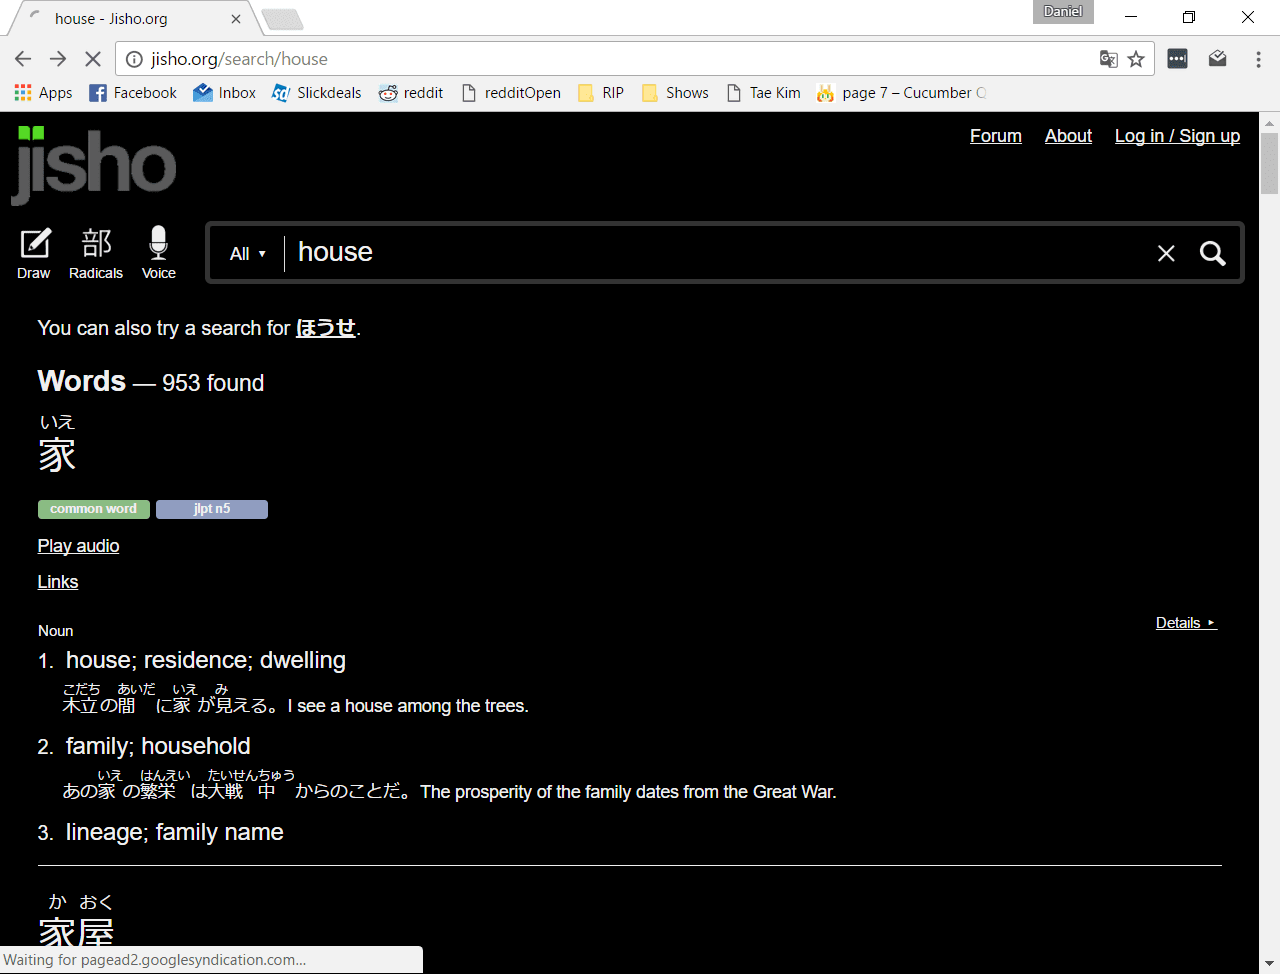 house - Jisho.org
Daniel
jisho.org/search/house
Apps Facebook Inbox Slickdeals reddit redditOpen RIP Shows Tae Kim page 7 – Cucumber Q
jisho
Forum About Log in / Sign up
部
Draw Radicals Voice
All ▾ house
You can also try a search for ほうせ.
Words — 953 found
いえ
家
common word jlpt n5
Play audio
Links
Details ▸
Noun
1. house; residence; dwelling
こだち あいだ いえ み
木立の間に家が見える。I see a house among the trees.
2. family; household
いえ はんえい たいせんちゅう
あの家の繁栄は大戦中からのことだ。The prosperity of the family dates from the Great War.
3. lineage; family name
か おく
家屋
Waiting for pagead2.googlesyndication.com...